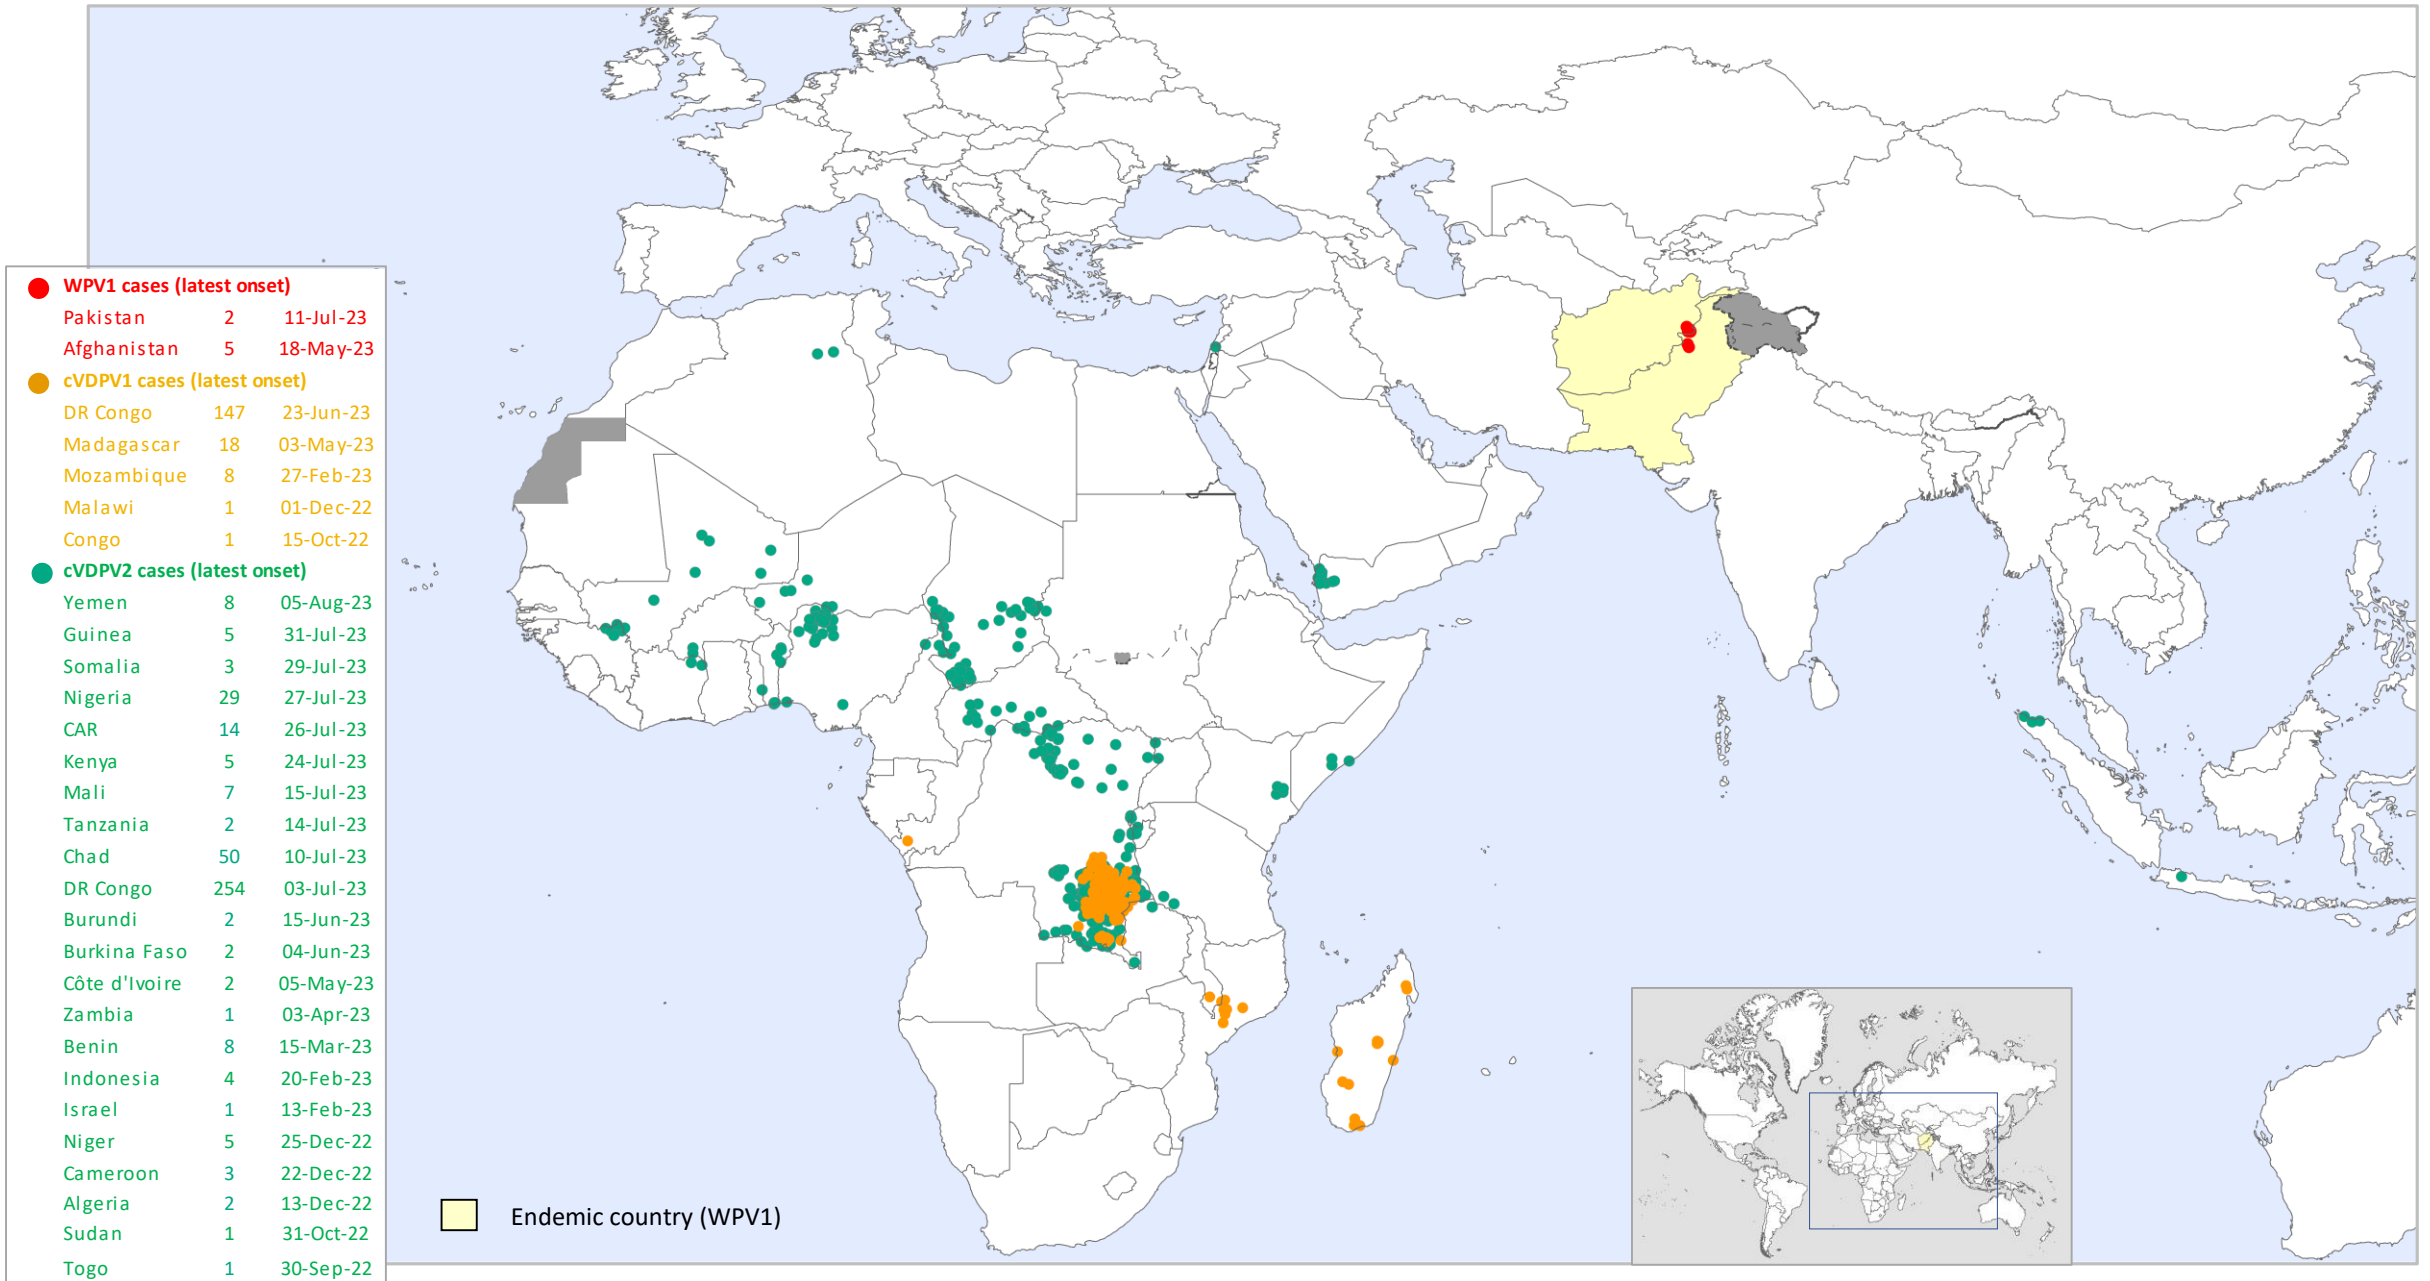 WPV1 cases (latest onset)
Pakistan 2 11-Jul-23
Afghanistan 5 18-May-23
cVDPV1 cases (latest onset)
DR Congo 147 23-Jun-23
Madagascar 18 03-May-23
Mozambique 8 27-Feb-23
Malawi 1 01-Dec-22
Congo 1 15-Oct-22
cVDPV2 cases (latest onset)
Yemen 8 05-Aug-23
Guinea 5 31-Jul-23
Somalia 3 29-Jul-23
Nigeria 29 27-Jul-23
CAR 14 26-Jul-23
Kenya 5 24-Jul-23
Mali 7 15-Jul-23
Tanzania 2 14-Jul-23
Chad 50 10-Jul-23
DR Congo 254 03-Jul-23
Burundi 2 15-Jun-23
Burkina Faso 2 04-Jun-23
Côte d'Ivoire 2 05-May-23
Zambia 1 03-Apr-23
Benin 8 15-Mar-23
Indonesia 4 20-Feb-23
Israel 1 13-Feb-23
Niger 5 25-Dec-22
Cameroon 3 22-Dec-22
Algeria 2 13-Dec-22
Sudan 1 31-Oct-22
Togo 1 30-Sep-22
Endemic country (WPV1)